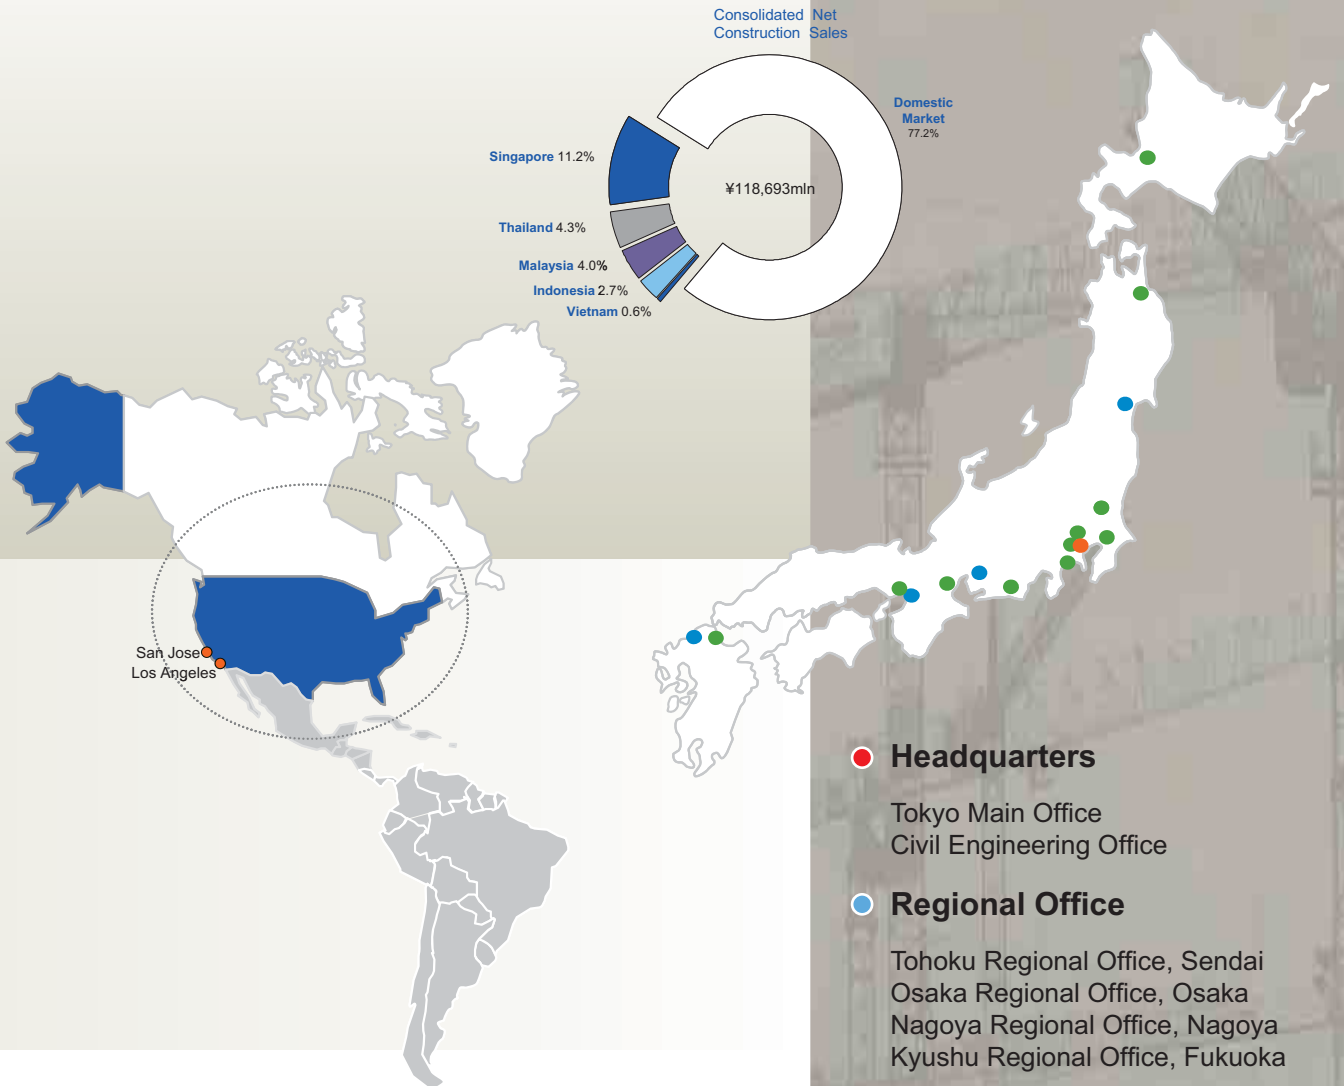 Consolidated Net
Construction Sales
Domestic
Market
77.2%
Singapore 11.2%
¥118,693mln
Thailand 4.3%
Malaysia 4.0%
Indonesia 2.7%
Vietnam 0.6%
San Jose
Los Angeles
Headquarters
Tokyo Main Office
Civil Engineering Office
Regional Office
Tohoku Regional Office, Sendai
Osaka Regional Office, Osaka
Nagoya Regional Office, Nagoya
Kyushu Regional Office, Fukuoka